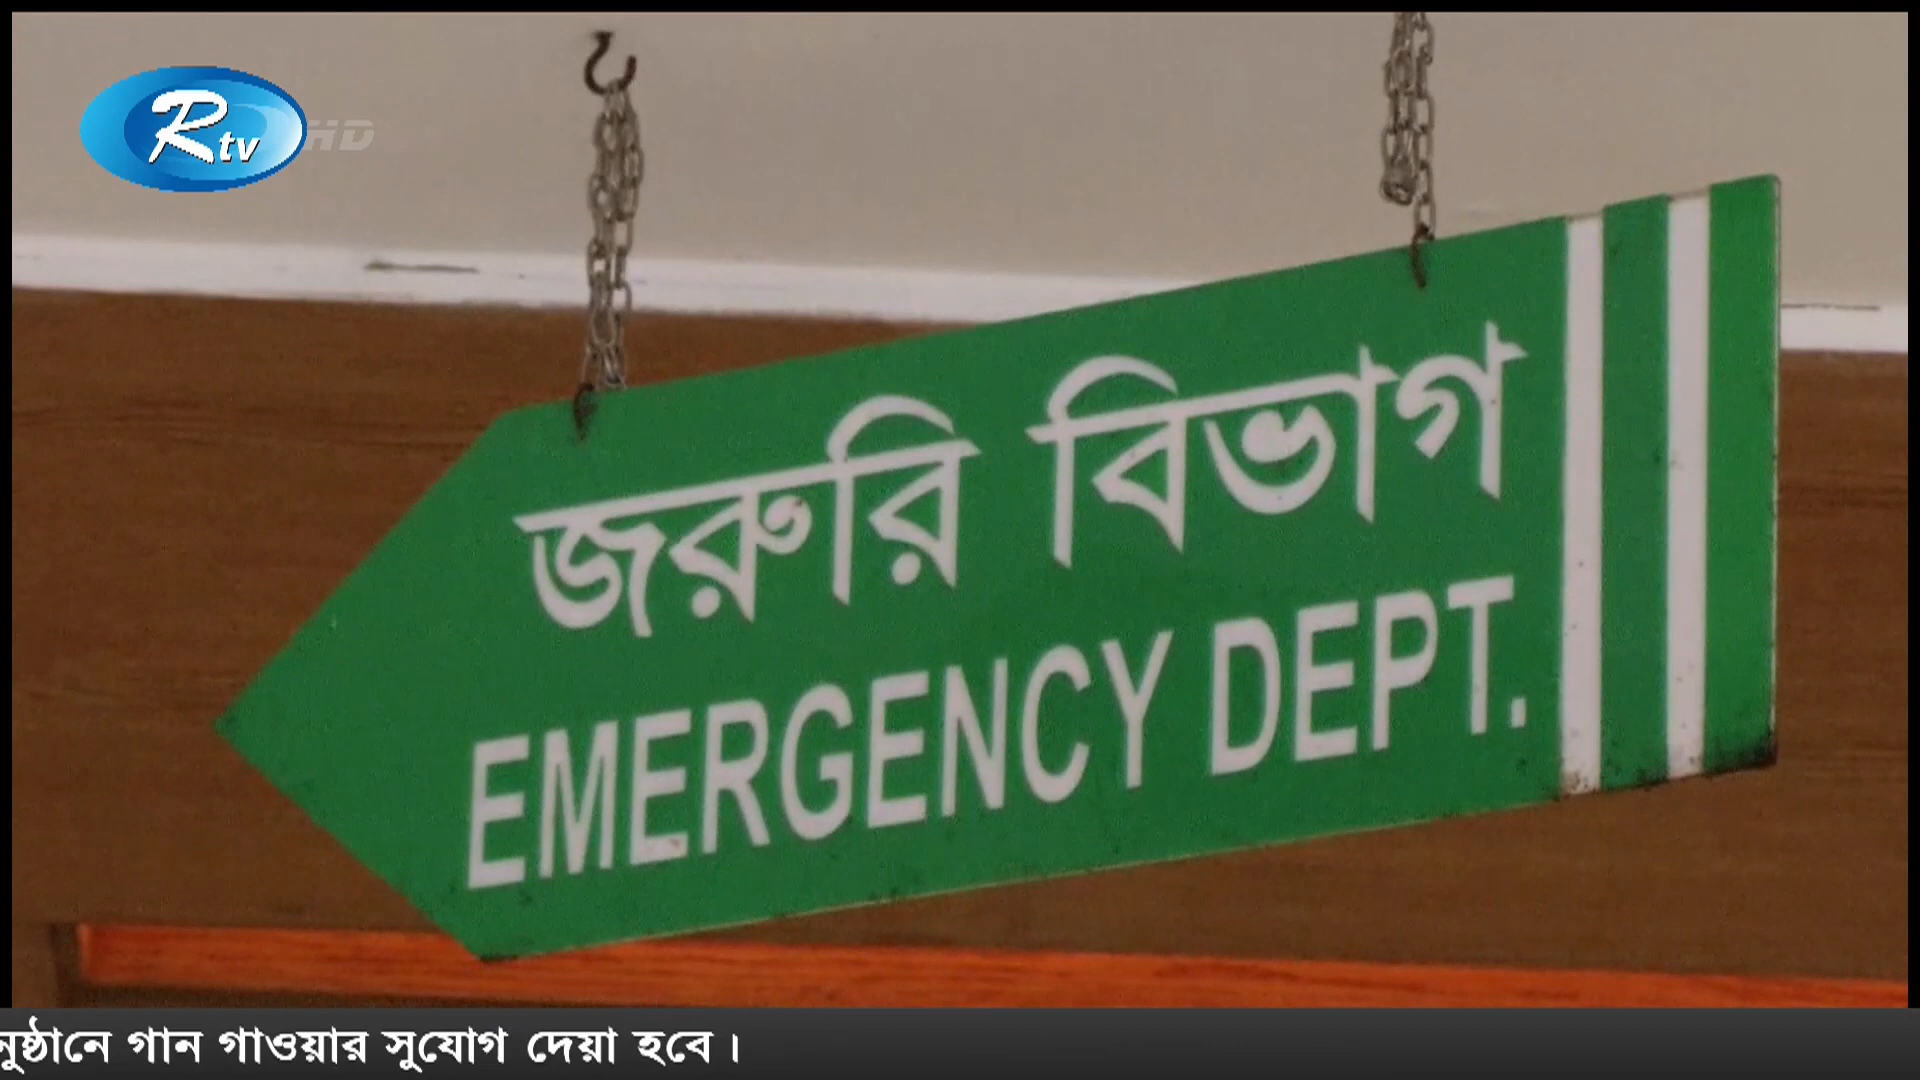 Rtv HD
জরুরি বিভাগ
EMERGENCY DEPT.
গান গাওয়ার সুযোগ দেয়া হবে।